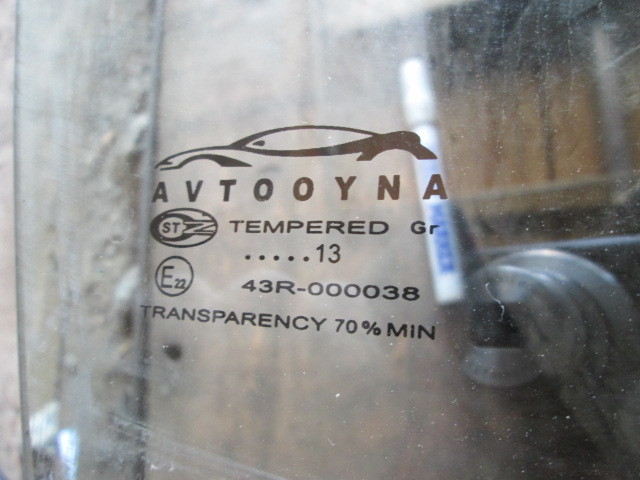 AVTOOYNA
ST TEMPERED Gr
.....13
E22 43R-000038
TRANSPARENCY 70% MIN